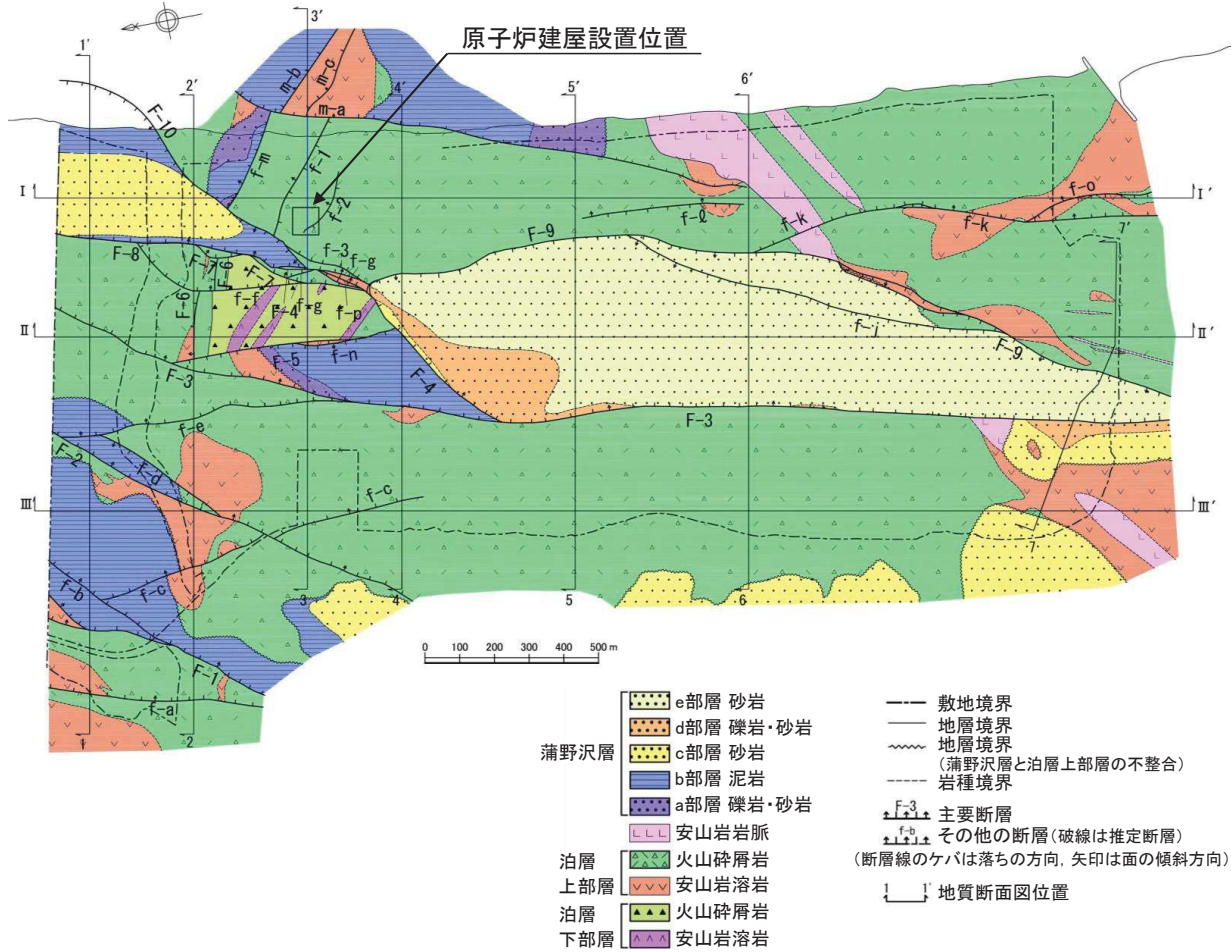 3'
原子炉建屋設置位置
1'
2'
m-b
m-c
4'
5'
6'
F-10
m-a
f-m
f-1
I
I'
f-2
f-o
f-ℓ
f-k
f-k
7'
F-8
F-7
F-6
F-7
f-3
f-g
F-9
F-6
f-f
F-4
f-g
f-p
II
f-j
II'
F-3
F-5
f-n
F-4
F-9
F-3
f-e
F-2
f-d
III
f-c
III'
f-b
f-c
7
3
4
5
6
F-1
f-a
1
2
0 100 200 300 400 500 m
蒲野沢層
e部層 砂岩
d部層 礫岩・砂岩
c部層 砂岩
b部層 泥岩
a部層 礫岩・砂岩
安山岩岩脈
泊層
上部層
火山砕屑岩
安山岩溶岩
泊層
下部層
火山砕屑岩
安山岩溶岩
敷地境界
地層境界
地層境界
(蒲野沢層と泊層上部層の不整合)
岩種境界
F-3 主要断層
f-b その他の断層(破線は推定断層)
(断層線のケバは落ちの方向, 矢印は面の傾斜方向)
1 1' 地質断面図位置